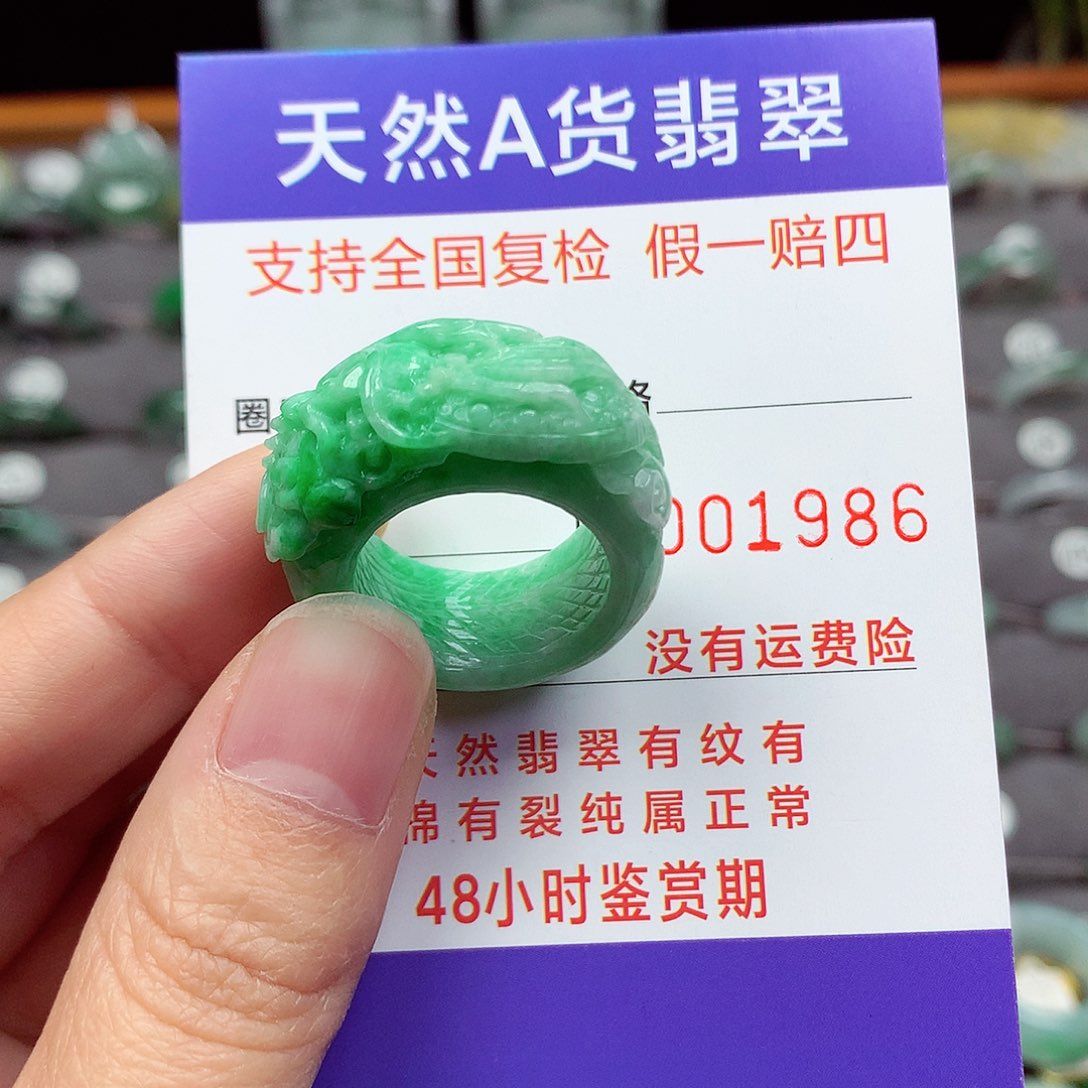 天然A货翡翠
支持全国复检 假一赔四
圈
001986
没有运费险
天然翡翠有纹有
棉有裂纯属正常
48小时鉴赏期